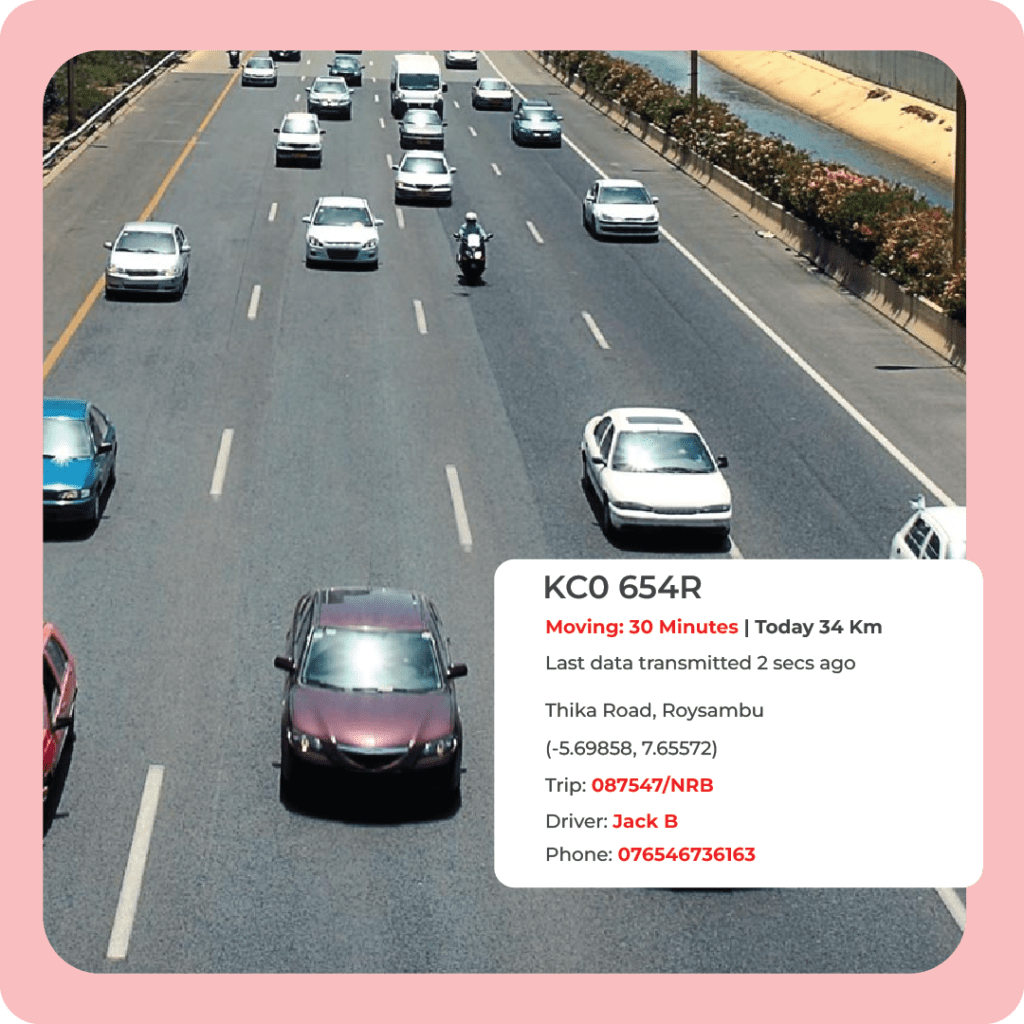 KC0 654R
Moving: 30 Minutes | Today 34 Km
Last data transmitted 2 secs ago
Thika Road, Roysambu
(-5.69858, 7.65572)
Trip: 087547/NRB
Driver: Jack B
Phone: 076546736163